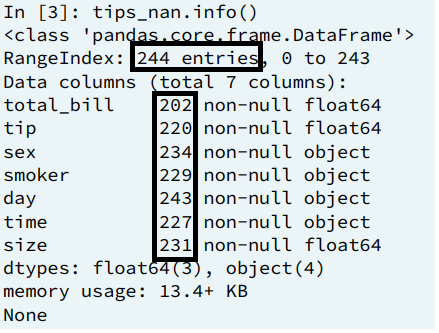 In [3]: tips_nan.info()
<class 'pandas.core.frame.DataFrame'>
RangeIndex: 244 entries, 0 to 243
Data columns (total 7 columns):
total_bill    202 non-null float64
tip           220 non-null float64
sex           234 non-null object
smoker        229 non-null object
day           243 non-null object
time          227 non-null object
size          231 non-null float64
dtypes: float64(3), object(4)
memory usage: 13.4+ KB
None